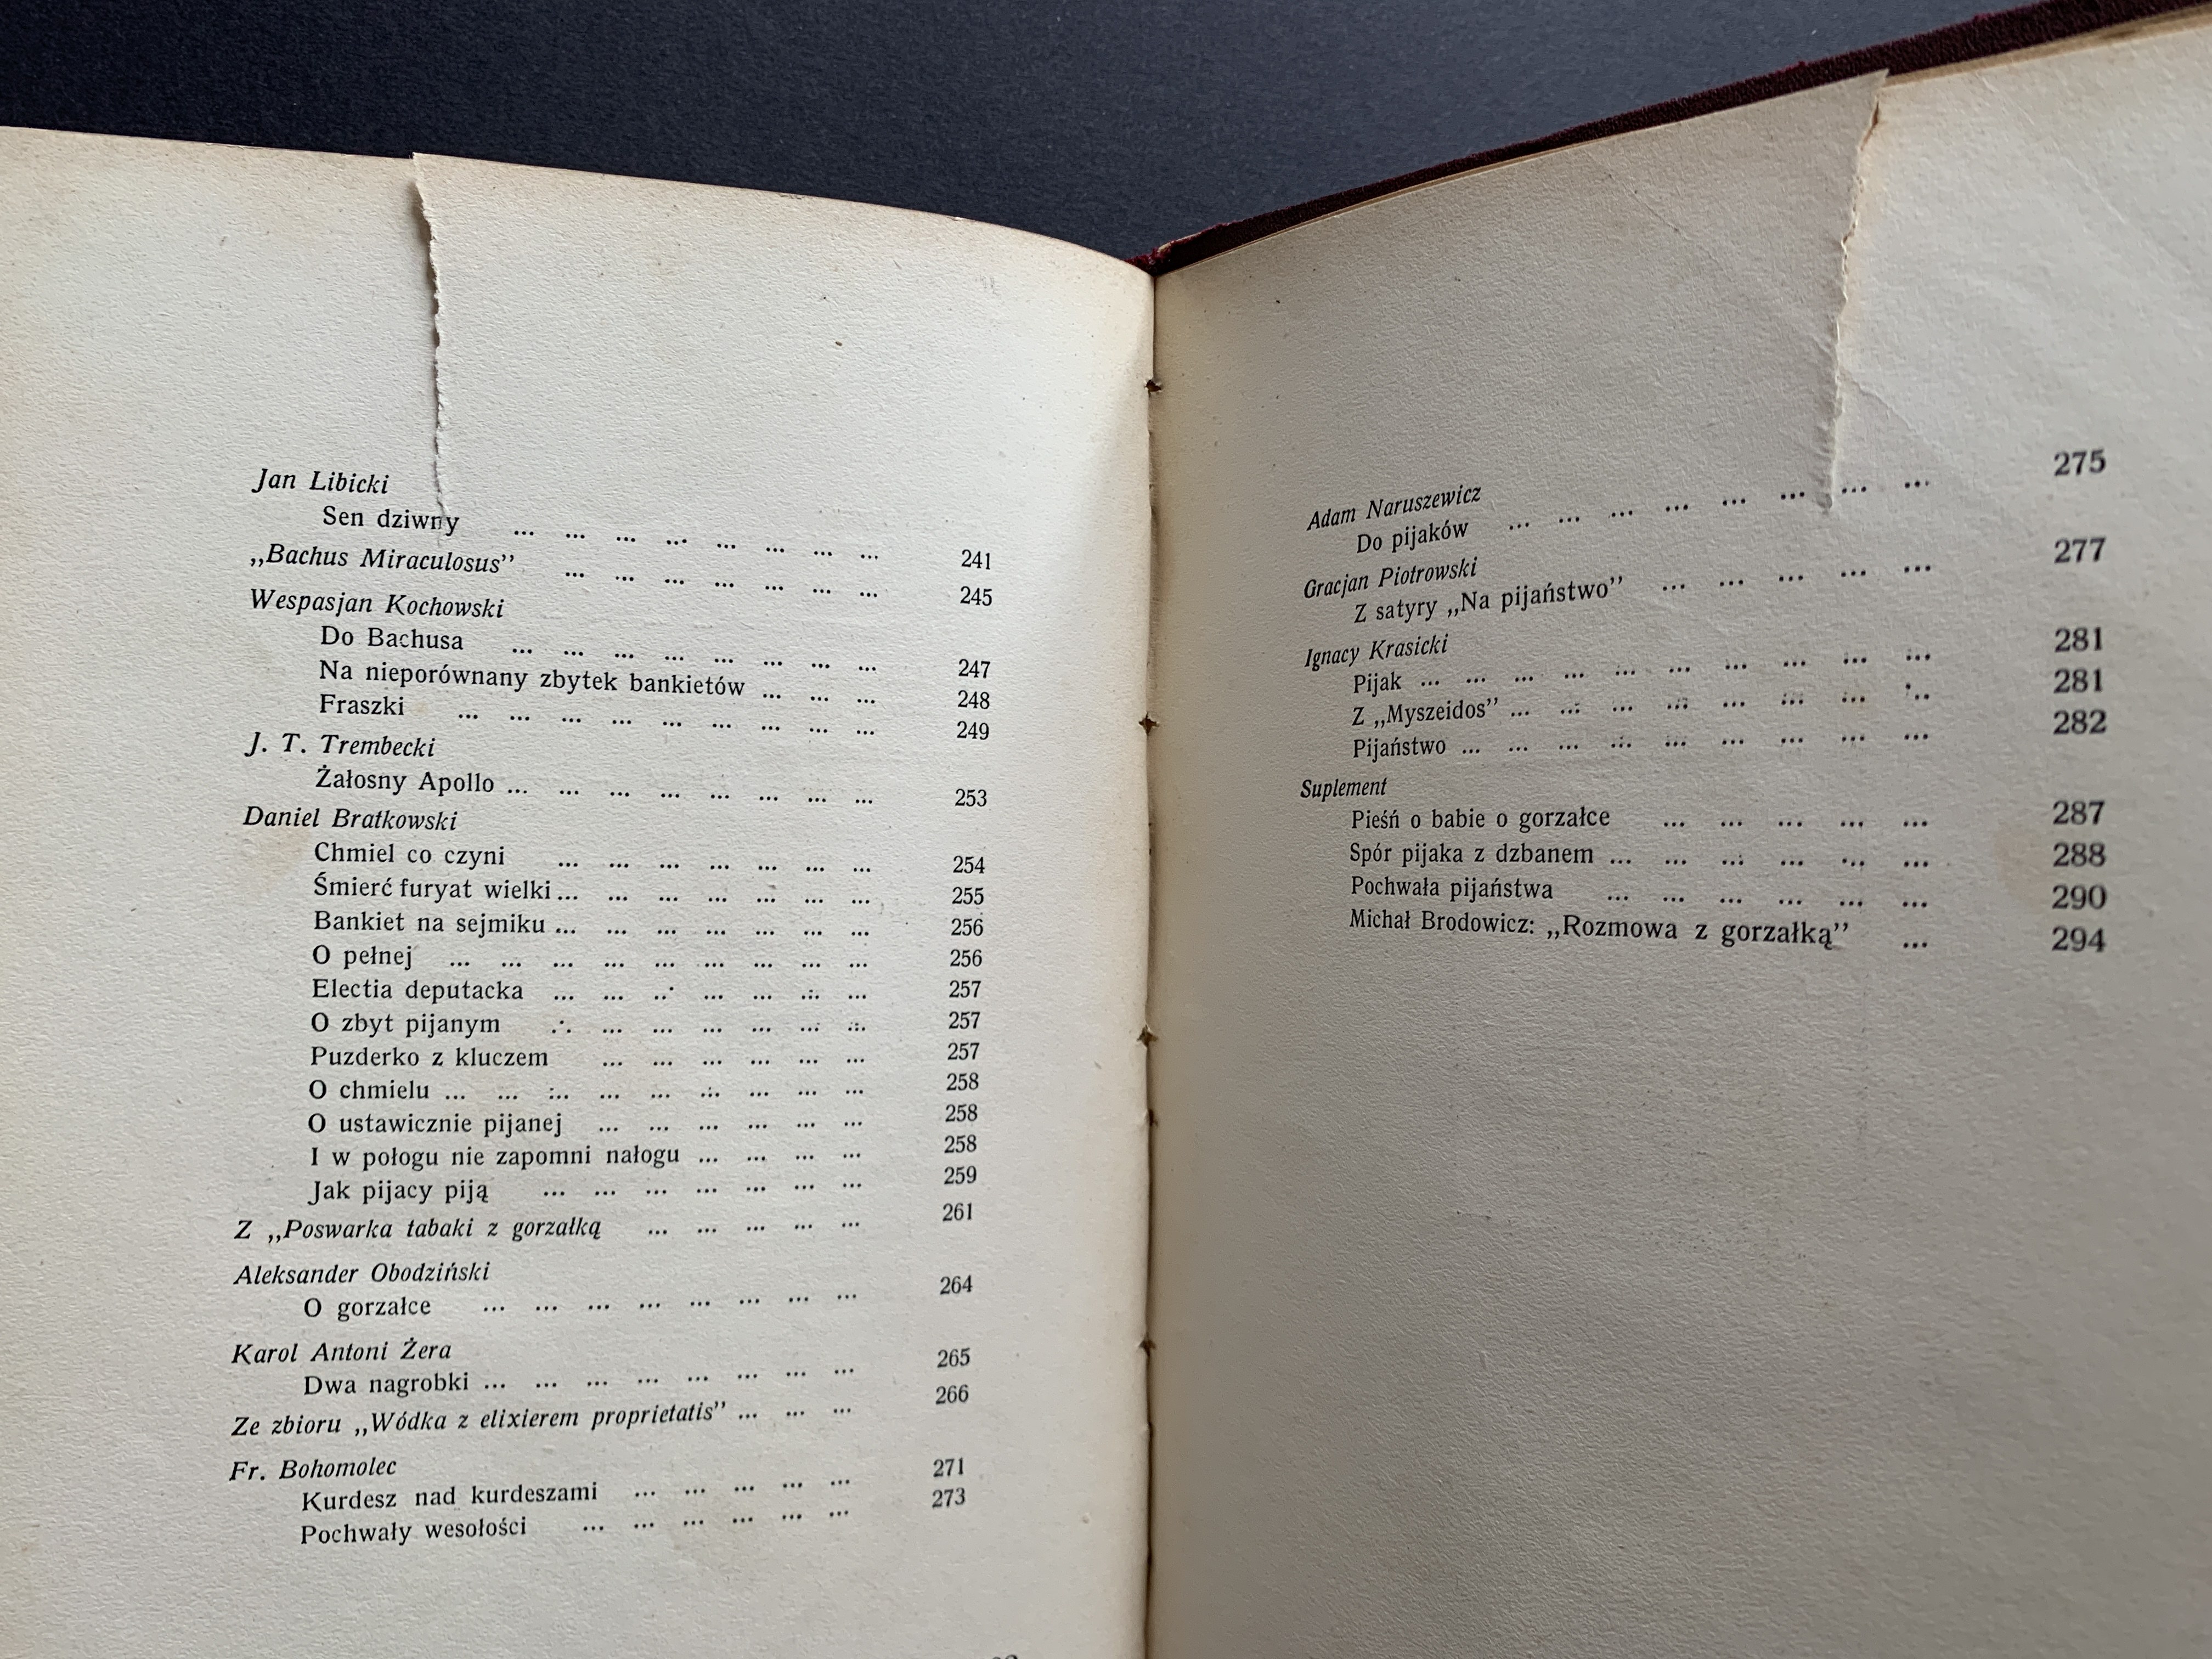 Jan Libicki
Sen dziwny ... ... ... ... ... ... ... ... 241
„Bachus Miraculosus” ... ... ... ... ... ... ... 245
Wespasjan Kochowski
Do Bachusa ... ... ... ... ... ... ... ... 247
Na nieporównany zbytek bankietów ... ... ... 248
Fraszki ... ... ... ... ... ... ... ... ... 249
J. T. Trembecki
Żałosny Apollo ... ... ... ... ... ... ... ... 253
Daniel Bratkowski
Chmiel co czyni ... ... ... ... ... ... ... 254
Śmierć furyat wielki ... ... ... ... ... ... ... 255
Bankiet na sejmiku ... ... ... ... ... ... ... 256
O pełnej ... ... ... ... ... ... ... ... ... 256
Electia deputacka ... ... ... ... ... ... ... 257
O zbyt pijanym ... ... ... ... ... ... ... 257
Puzderko z kluczem ... ... ... ... ... ... 257
O chmielu ... ... ... ... ... ... ... ... ... 258
O ustawicznie pijanej ... ... ... ... ... ... 258
I w połogu nie zapomni nałogu ... ... ... ... 258
Jak pijacy piją ... ... ... ... ... ... ... 259
Z „Poswarka tabaki z gorzałką ... ... ... ... ... 261
Aleksander Obodziński
O gorzałce ... ... ... ... ... ... ... ... 264
Karol Antoni Żera
Dwa nagrobki ... ... ... ... ... ... ... ... 265
Ze zbioru „Wódka z elixierem proprietatis” ... ... ... 266
Fr. Bohomolec
Kurdesz nad kurdeszami ... ... ... ... ... 271
Pochwały wesołości ... ... ... ... ... ... 273
Adam Naruszewicz
Do pijaków ... ... ... ... ... ... ... ... 275
Gracjan Piotrowski
Z satyry „Na pijaństwo” ... ... ... ... ... 277
Ignacy Krasicki
Pijak ... ... ... ... ... ... ... ... ... ... 281
Z „Myszeidos” ... ... ... ... ... ... ... ... 281
Pijaństwo ... ... ... ... ... ... ... ... ... 282
Suplement
Pieśń o babie o gorzałce ... ... ... ... ... 287
Spór pijaka z dzbanem ... ... ... ... ... ... 288
Pochwała pijaństwa ... ... ... ... ... ... 290
Michał Brodowicz: „Rozmowa z gorzałką” ... 294